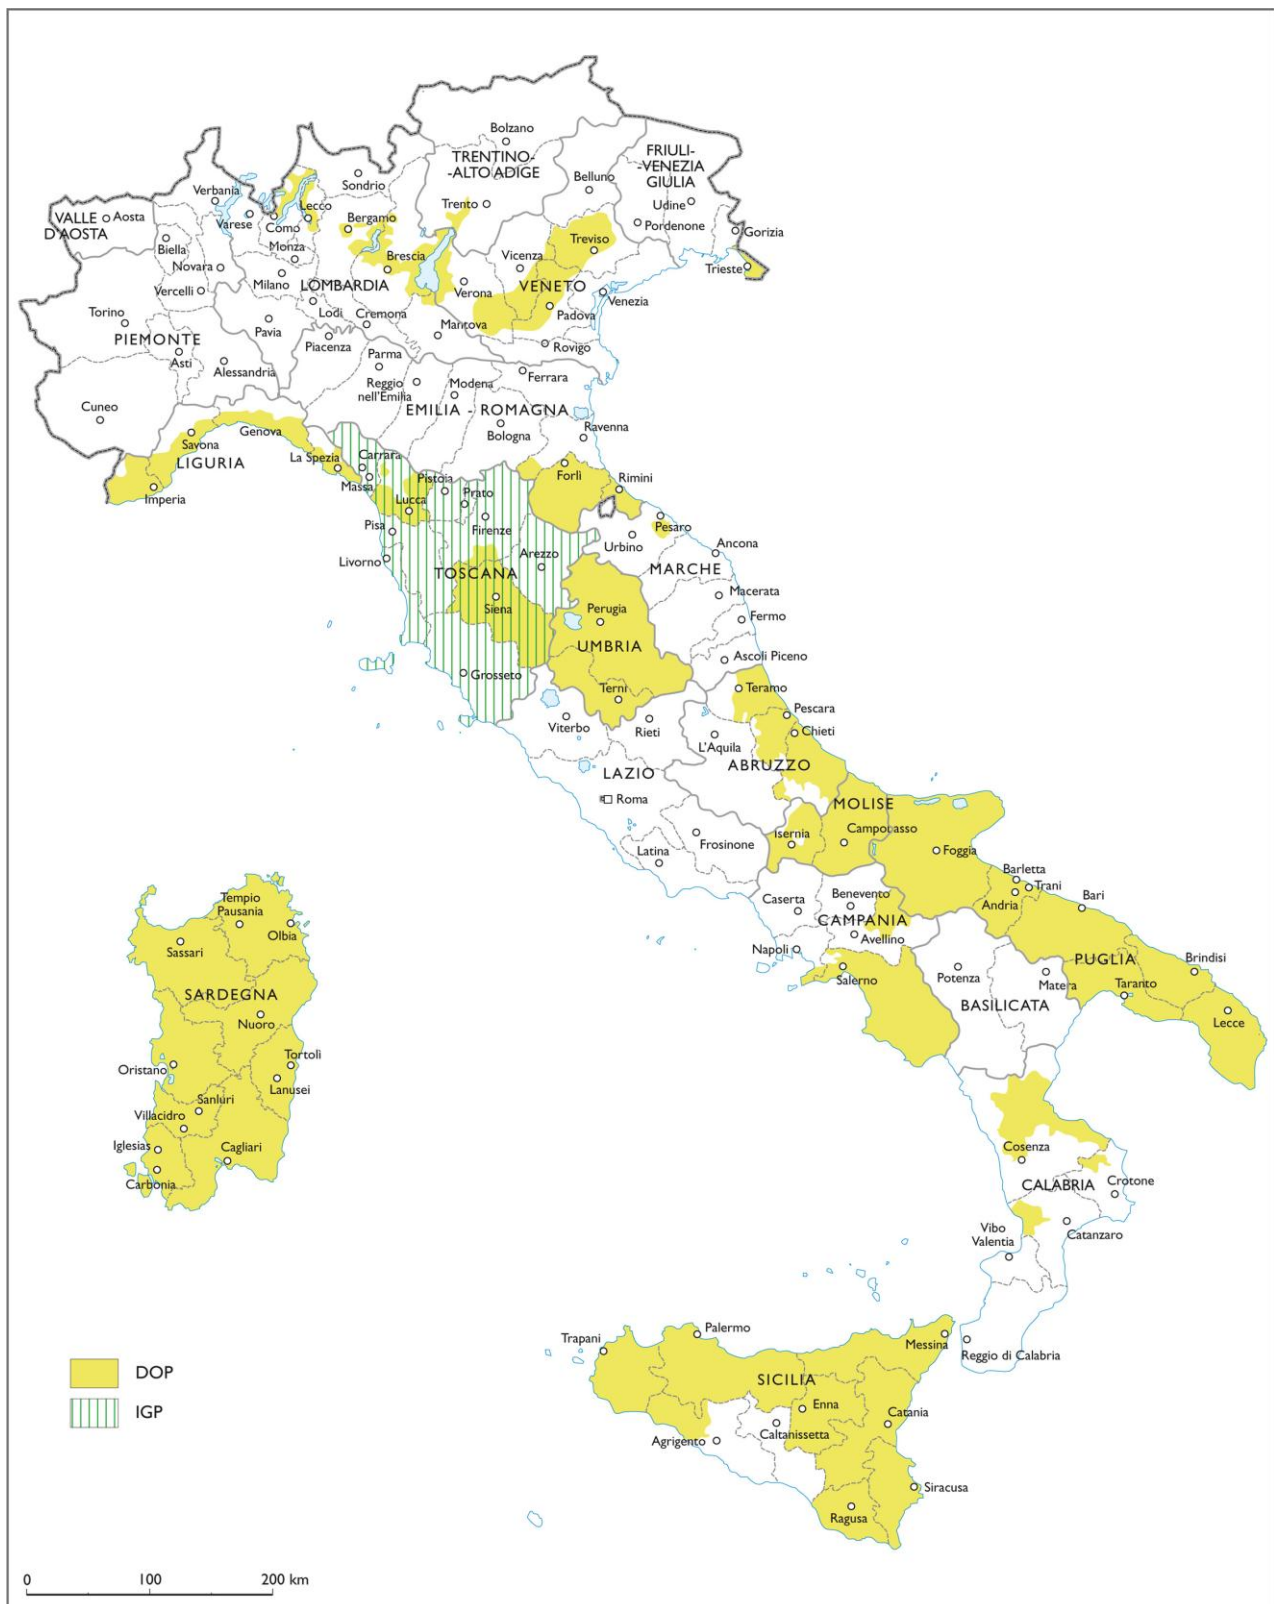 Bolzano
TRENTINO-
-ALTO ADIGE
FRIULI-
VENEZIA
GIULIA
Sondrio
Belluno
Verbania
Lecco
Trento
Udine
VALLE
D'AOSTA
Aosta
Varese
Como
Bergamo
Pordenone
Gorizia
Biella
Monza
Brescia
Vicenza
Treviso
Trieste
Novara
Milano
LOMBARDIA
Verona
VENETO
Venezia
Vercelli
Lodi
Cremona
Padova
Torino
Pavia
Mantova
PIEMONTE
Piacenza
Rovigo
Asti
Alessandria
Parma
Ferrara
Reggio
nell'Emilia
Modena
Cuneo
EMILIA - ROMAGNA
Bologna
Ravenna
Savona
Genova
LIGURIA
La Spezia
Carrara
Massa
Pistoia
Prato
Forlì
Rimini
Imperia
Lucca
Firenze
Pesaro
Pisa
Urbino
Ancona
Livorno
Arezzo
TOSCANA
MARCHE
Siena
Macerata
Perugia
Fermo
UMBRIA
Ascoli Piceno
Grosseto
Terni
Teramo
Viterbo
Rieti
Pescara
L'Aquila
Chieti
LAZIO
ABRUZZO
Roma
MOLISE
Isernia
Campobasso
Frosinone
Latina
Foggia
Barletta
Trani
Bari
Andria
Caserta
Benevento
CAMPANIA
Avellino
Napoli
Salerno
Potenza
Matera
BASILICATA
PUGLIA
Taranto
Brindisi
Lecce
Tempio
Pausania
Olbia
Sassari
SARDEGNA
Nuoro
Tortolì
Oristano
Lanusei
Sanluri
Villacidro
Iglesias
Cagliari
Carbonia
Cosenza
CALABRIA
Crotone
Vibo
Valentia
Catanzaro
Trapani
Palermo
Messina
Reggio di Calabria
SICILIA
Enna
Catania
Agrigento
Caltanissetta
Siracusa
Ragusa
DOP
IGP
0 100 200 km